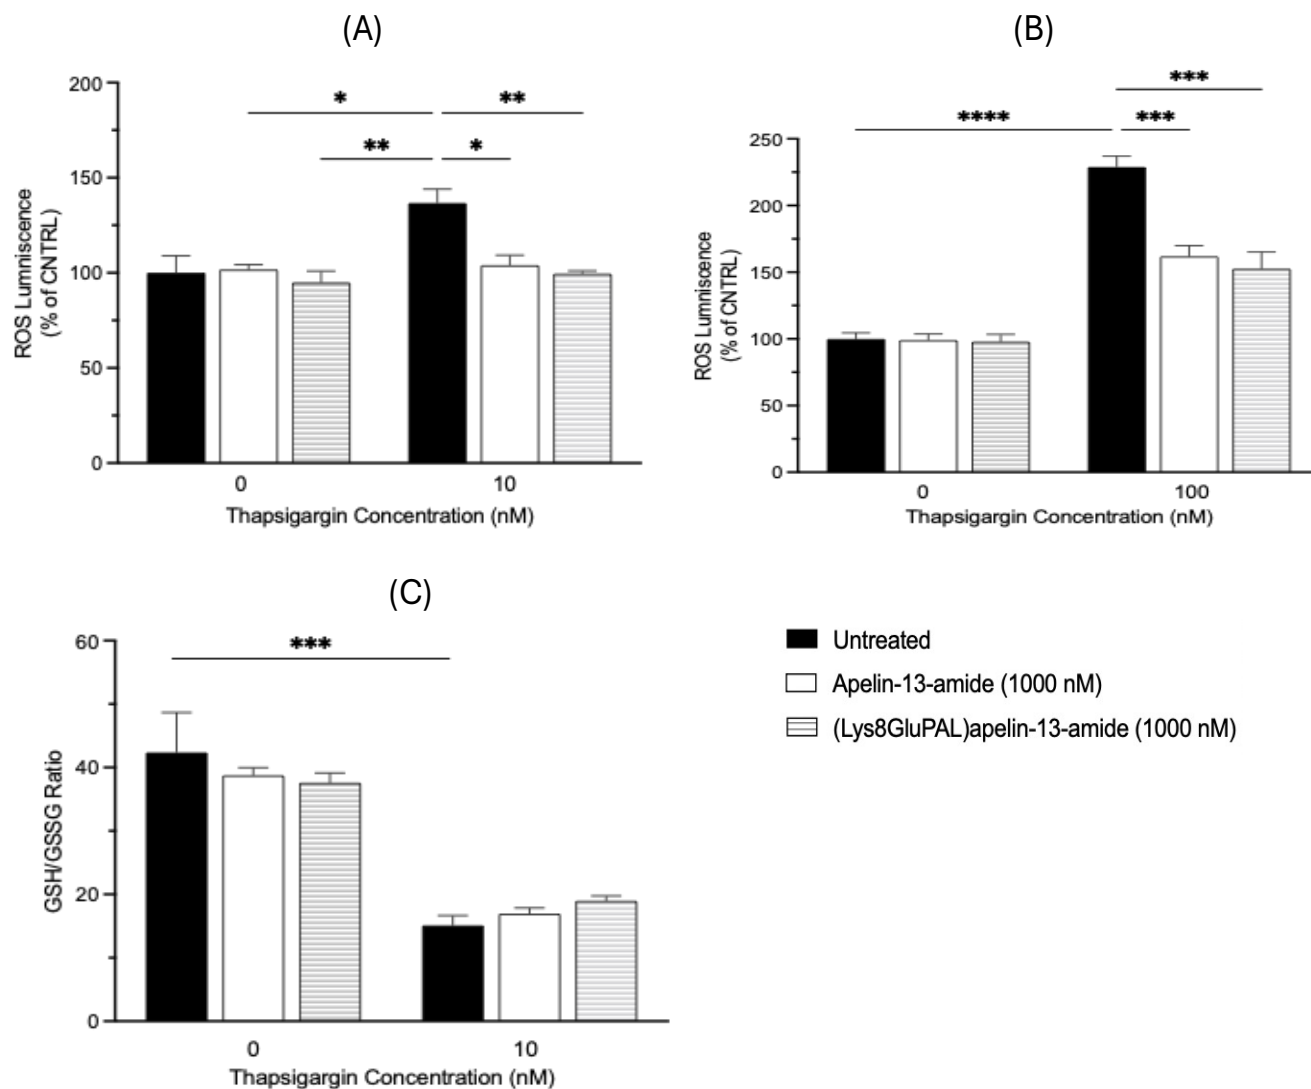 (A)
200
150
100
50
0
ROS Lumniscence
(% of CNTRL)
*
**
**
*
0
10
Thapsigargin Concentration (nM)
(B)
250
200
150
100
50
0
ROS Lumniscence
(% of CNTRL)
***
****
***
0
100
Thapsigargin Concentration (nM)
(C)
60
40
20
0
GSH/GSSG Ratio
***
0
10
Thapsigargin Concentration (nM)
Untreated
Apelin-13-amide (1000 nM)
(Lys8GluPAL)apelin-13-amide (1000 nM)